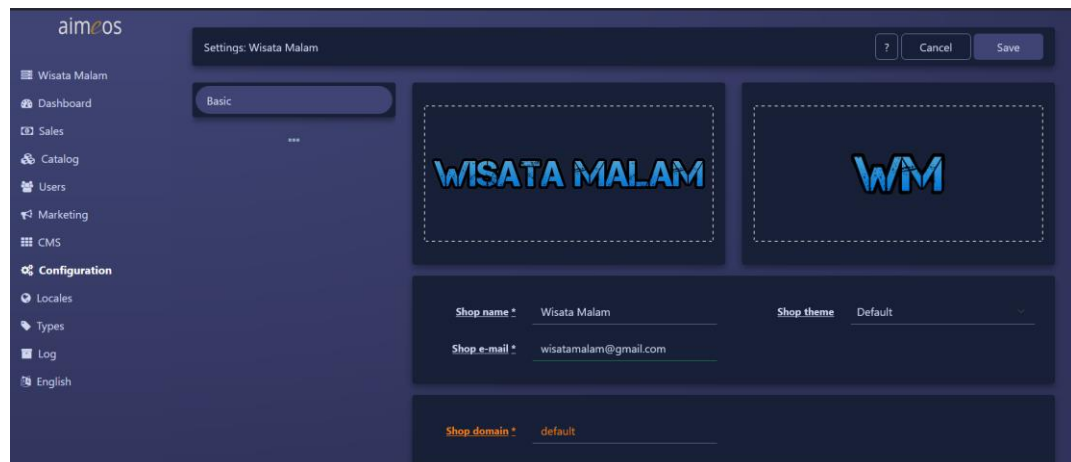 aimeos
Settings: Wisata Malam
?
Cancel
Save
Wisata Malam
Dashboard
Sales
Catalog
Users
Marketing
CMS
Configuration
Locales
Types
Log
English
Basic
WISATA MALAM
WM
Shop name *
Wisata Malam
Shop theme
Default
Shop e-mail *
wisatamalam@gmail.com
Shop domain *
default